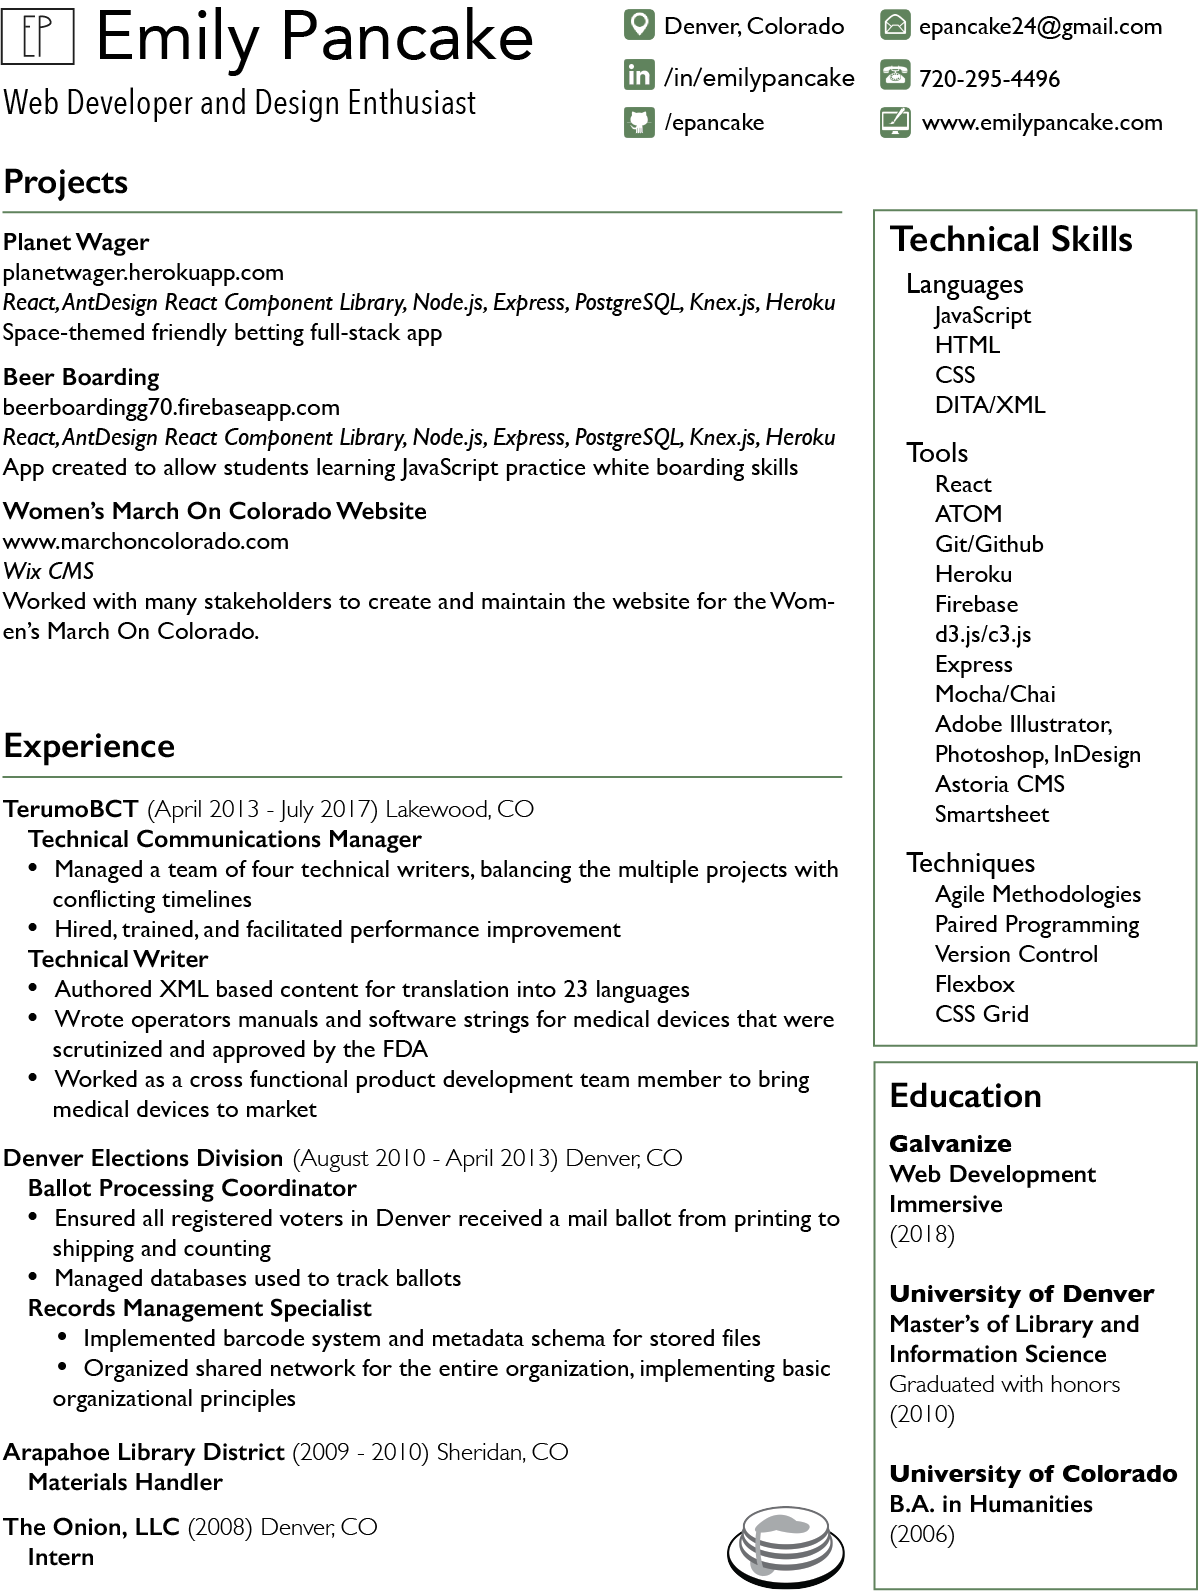 EP
Emily Pancake
Web Developer and Design Enthusiast
Denver, Colorado
epancake24@gmail.com
in
/in/emilypancake
720-295-4496
/epancake
www.emilypancake.com
Projects
Planet Wager
planetwager.herokuapp.com
React, AntDesign React Component Library, Node.js, Express, PostgreSQL, Knex.js, Heroku
Space-themed friendly betting full-stack app
Beer Boarding
beerboardingg70.firebaseapp.com
React, AntDesign React Component Library, Node.js, Express, PostgreSQL, Knex.js, Heroku
App created to allow students learning JavaScript practice white boarding skills
Women's March On Colorado Website
www.marchoncolorado.com
Wix CMS
Worked with many stakeholders to create and maintain the website for the Wom-
en's March On Colorado.
Experience
TerumoBCT (April 2013 - July 2017) Lakewood, CO
Technical Communications Manager
• Managed a team of four technical writers, balancing the multiple projects with
conflicting timelines
• Hired, trained, and facilitated performance improvement
Technical Writer
• Authored XML based content for translation into 23 languages
• Wrote operators manuals and software strings for medical devices that were
scrutinized and approved by the FDA
• Worked as a cross functional product development team member to bring
medical devices to market
Denver Elections Division (August 2010 - April 2013) Denver, CO
Ballot Processing Coordinator
• Ensured all registered voters in Denver received a mail ballot from printing to
shipping and counting
• Managed databases used to track ballots
Records Management Specialist
• Implemented barcode system and metadata schema for stored files
• Organized shared network for the entire organization, implementing basic
organizational principles
Arapahoe Library District (2009 - 2010) Sheridan, CO
Materials Handler
The Onion, LLC (2008) Denver, CO
Intern
Technical Skills
Languages
JavaScript
HTML
CSS
DITA/XML
Tools
React
ATOM
Git/Github
Heroku
Firebase
d3.js/c3.js
Express
Mocha/Chai
Adobe Illustrator,
Photoshop, InDesign
Astoria CMS
Smartsheet
Techniques
Agile Methodologies
Paired Programming
Version Control
Flexbox
CSS Grid
Education
Galvanize
Web Development
Immersive
(2018)
University of Denver
Master's of Library and
Information Science
Graduated with honors
(2010)
University of Colorado
B.A. in Humanities
(2006)